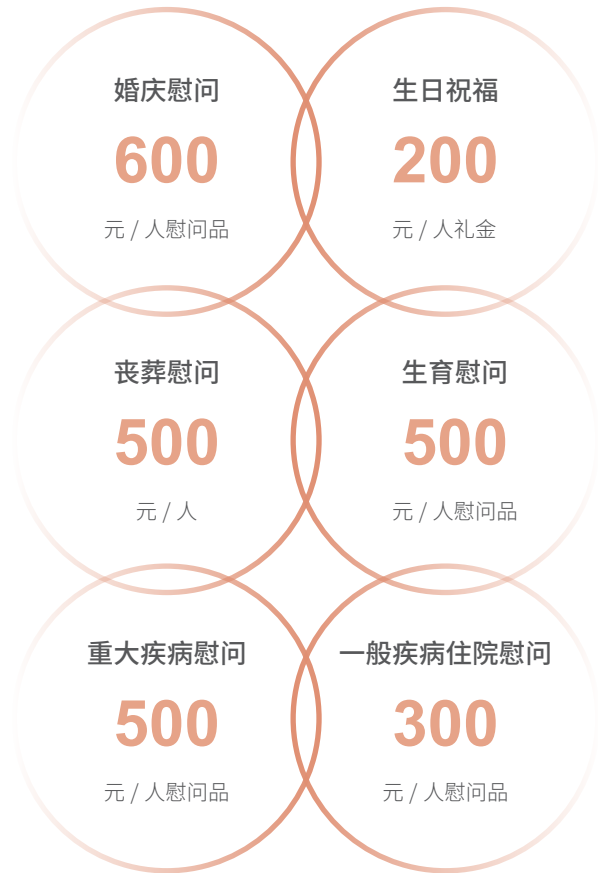 婚庆慰问
600
元 / 人慰问品
生日祝福
200
元 / 人礼金
丧葬慰问
500
元 / 人
生育慰问
500
元 / 人慰问品
重大疾病慰问
500
元 / 人慰问品
一般疾病住院慰问
300
元 / 人慰问品